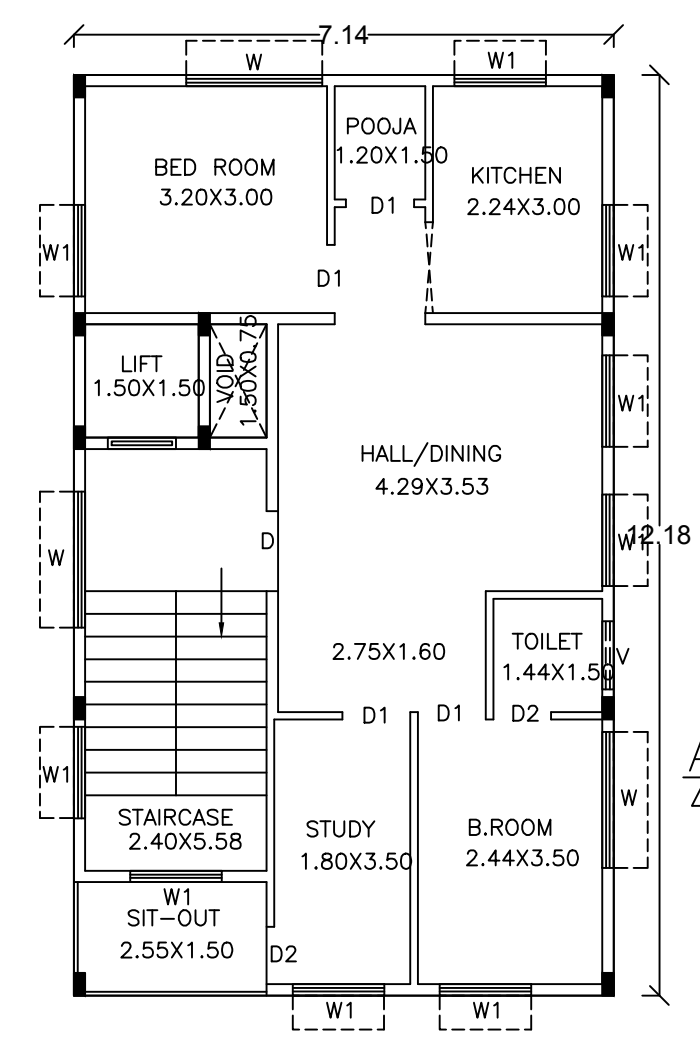 7.14
W
W1
POOJA
1.20X1.50
BED ROOM
3.20X3.00
KITCHEN
2.24X3.00
D1
W1
W1
D1
LIFT
1.50X1.50
VOID
1.50X0.75
W1
HALL/DINING
4.29X3.53
D
W
12.18
2.75X1.60
TOILET
1.44X1.50
V
D1
D1
D2
W1
W
STAIRCASE
2.40X5.58
STUDY
1.80X3.50
B.ROOM
2.44X3.50
W1
SIT-OUT
2.55X1.50
D2
W1
W1